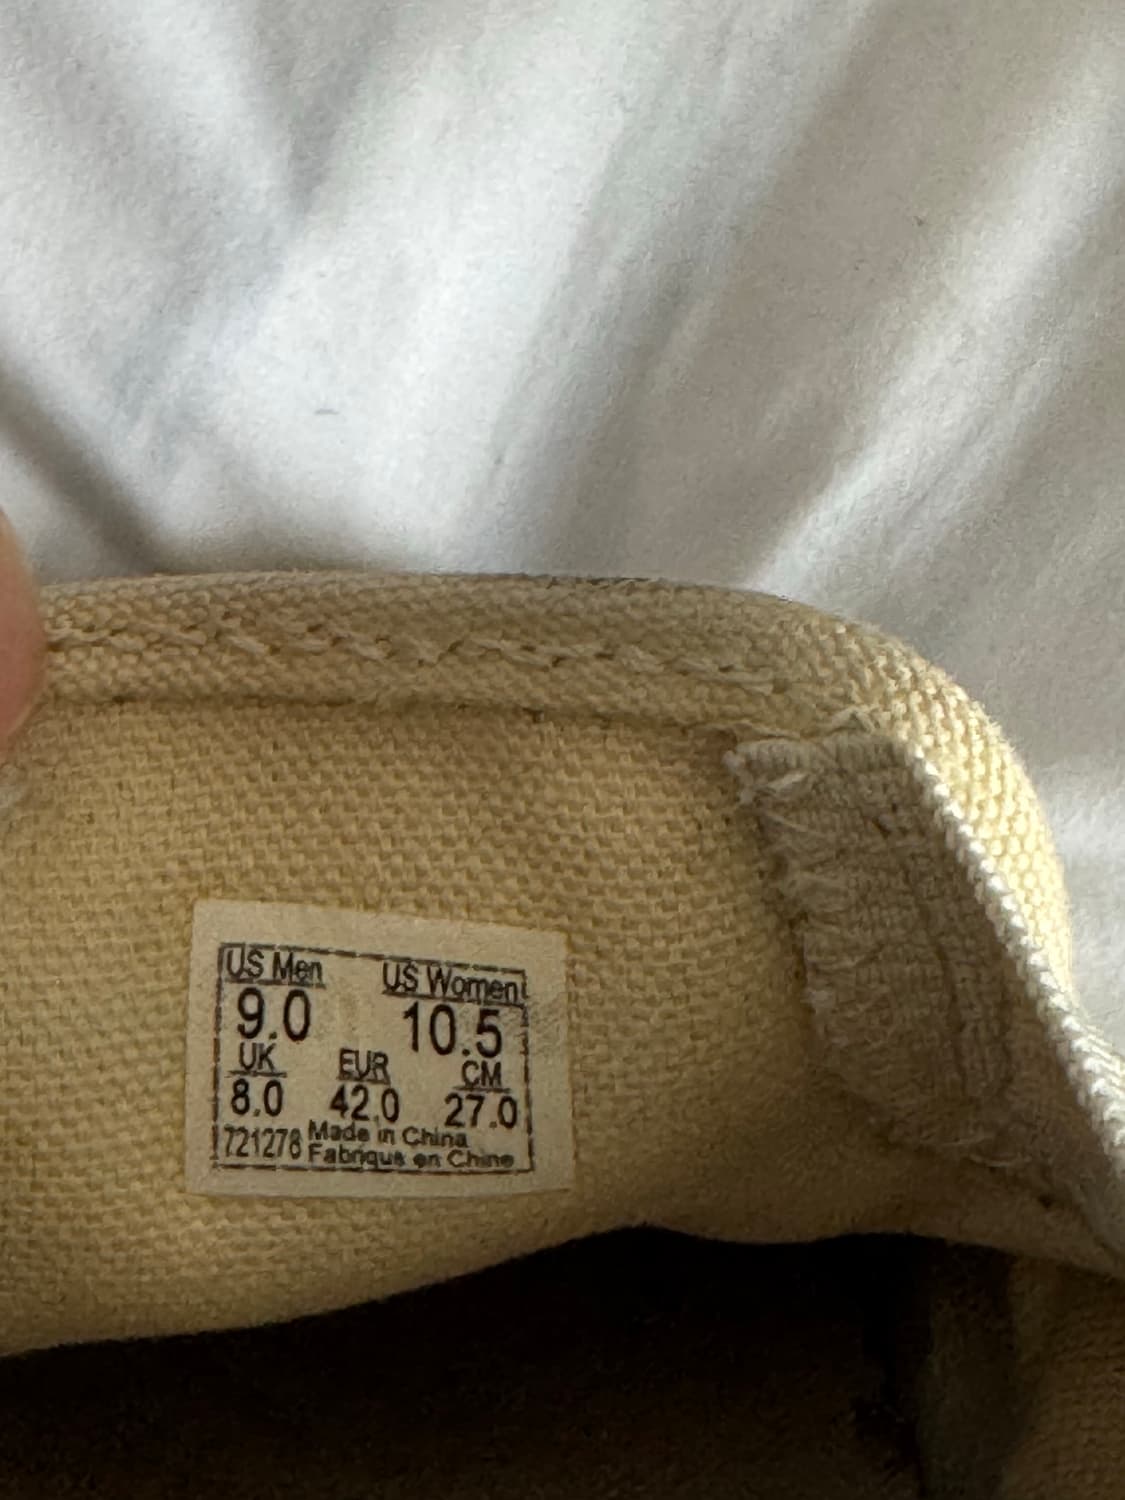 US Men US Women
9.0 10.5
UK EUR CM
8.0 42.0 27.0
721278 Made in China
Fabriqué en Chine